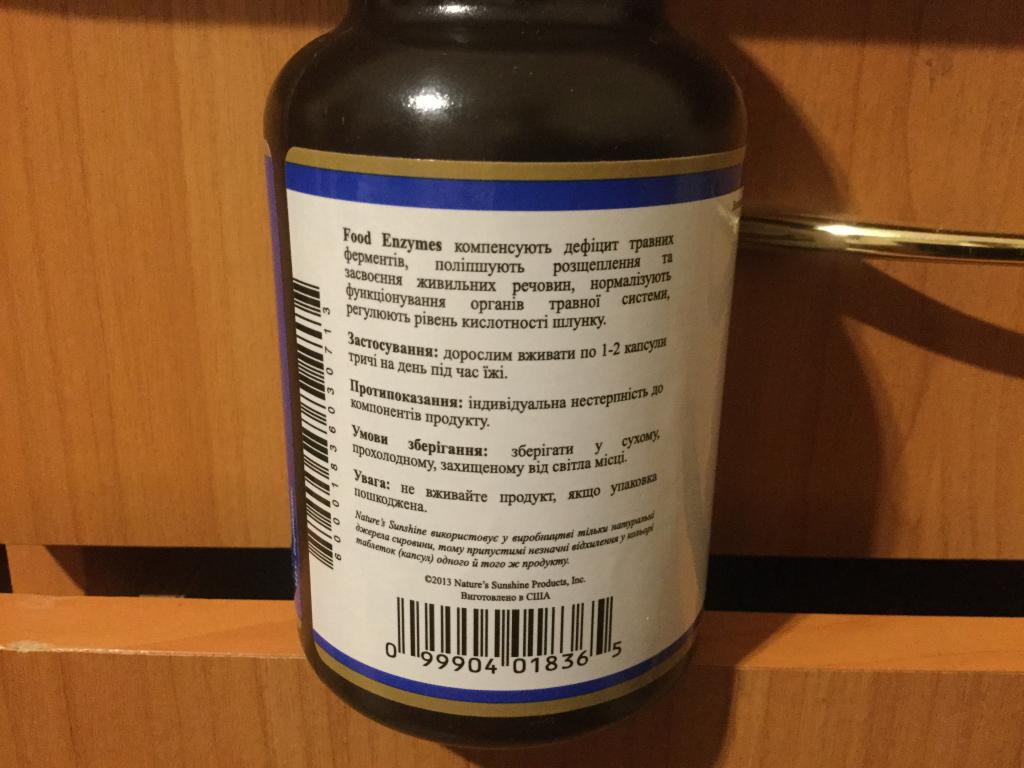 Food Enzymes компенсують дефіцит травних
ферментів, поліпшують розщеплення та
засвоєння живильних речовин, нормалізують
функціонування органів травної системи,
регулюють рівень кислотності шлунку.
Застосування: дорослим вживати по 1-2 капсули
тричі на день під час їжі.
Протипоказання: індивідуальна нестерпність до
компонентів продукту.
Умови зберігання: зберігати у сухому,
прохолодному, захищеному від світла місці.
Увага: не вживайте продукт, якщо упаковка
пошкоджена.
Nature's Sunshine використовує у виробництві тільки натуральні
джерела сировини, тому припустимі незначні відхилення у кольорі
таблеток (капсул) одного й того ж продукту.
©2013 Nature's Sunshine Products, Inc.
Виготовлено в США
0 99904 01836 5
6000183603 0713